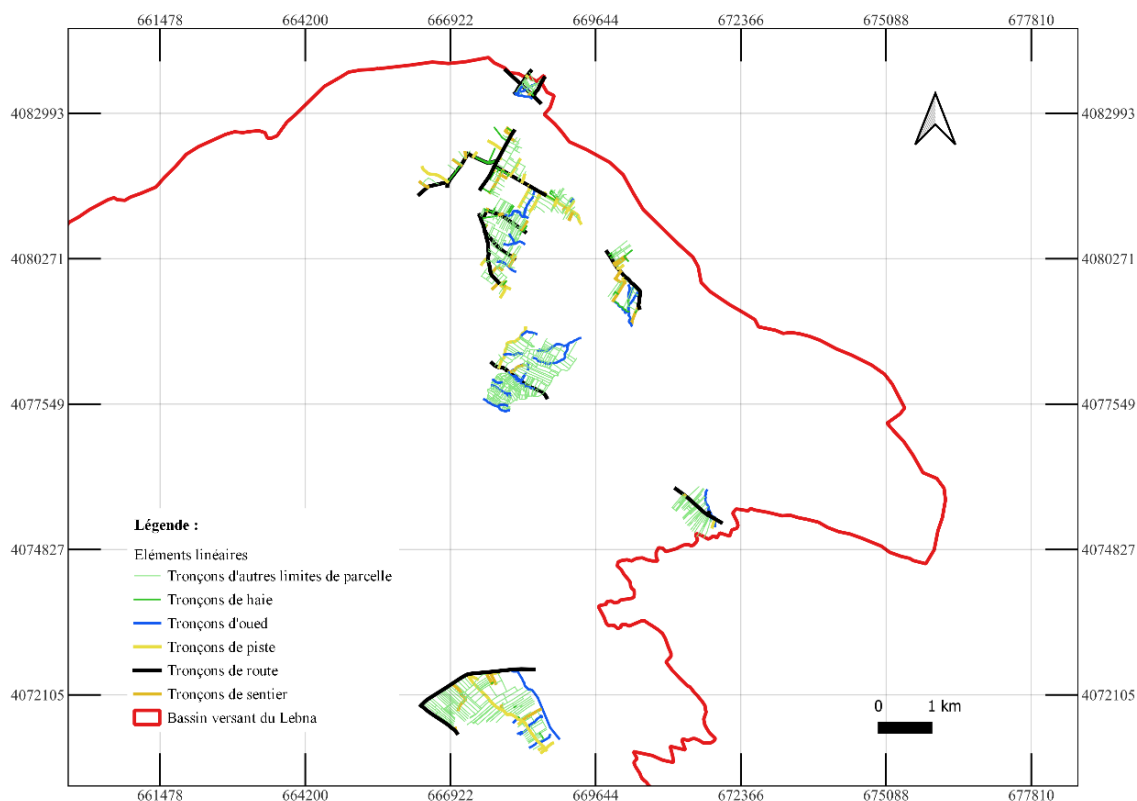 661478 664200 666922 669644 672366 675088 677810
4082993 4082993
4080271 4080271
4077549 4077549
4074827 4074827
4072105 4072105
Légende :
Eléments linéaires
Tronçons d'autres limites de parcelle
Tronçons de haie
Tronçons d'oued
Tronçons de piste
Tronçons de route
Tronçons de sentier
Bassin versant du Lebna
0 1 km
661478 664200 666922 669644 672366 675088 677810